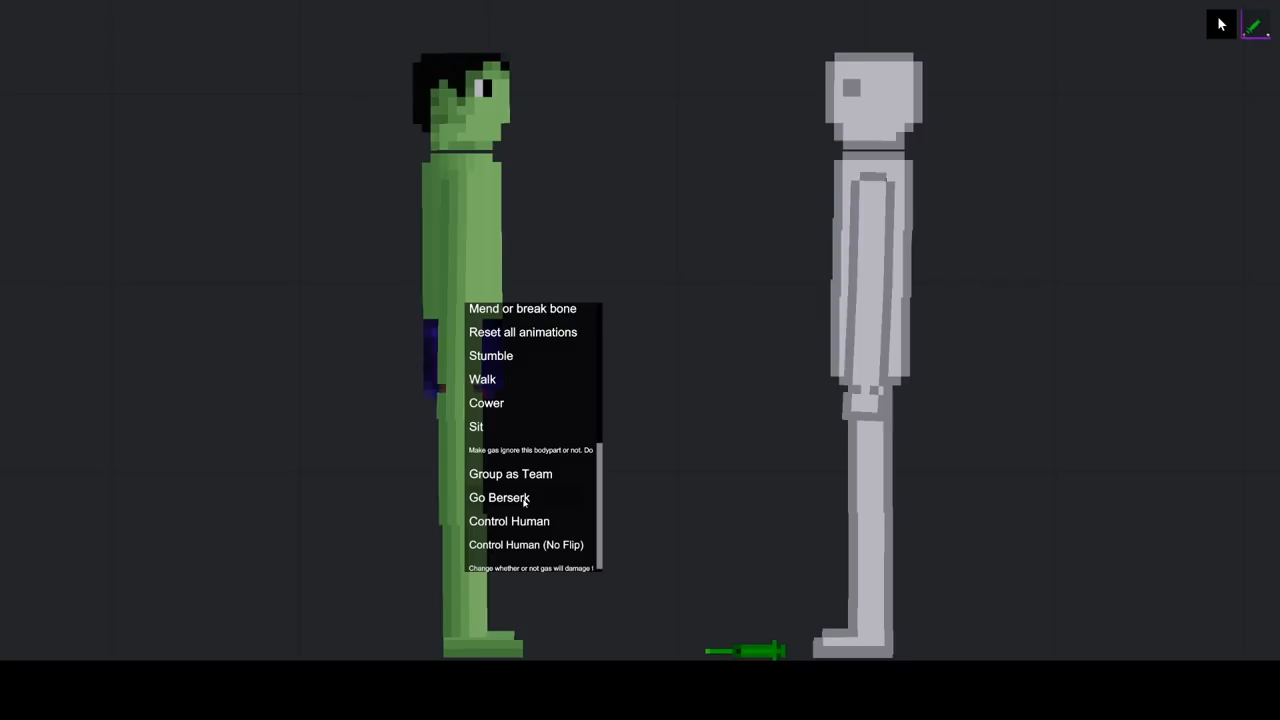 Mend or break bone
Reset all animations
Stumble
Walk
Cower
Sit
Make gas ignore this bodypart or not. Do
Group as Team
Go Berserk
Control Human
Control Human (No Flip)
Change whether or not gas will damage